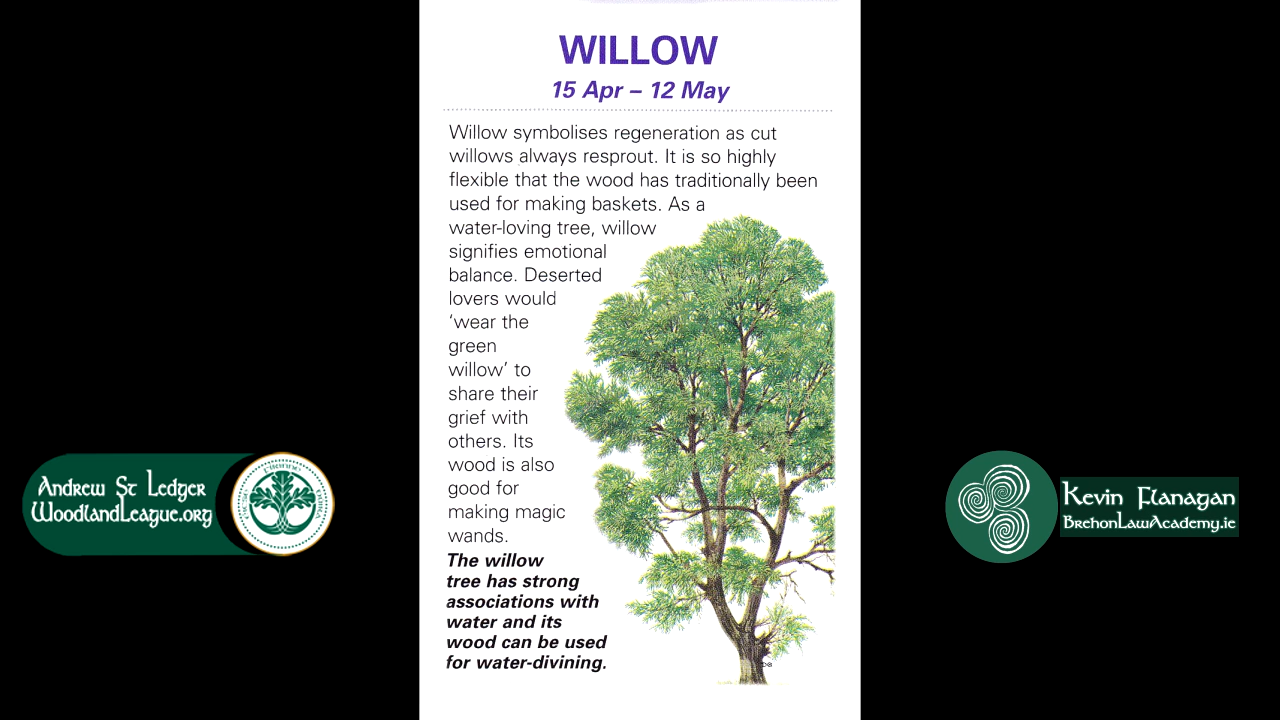 WILLOW
15 Apr – 12 May
Willow symbolises regeneration as cut
willows always resprout. It is so highly
flexible that the wood has traditionally been
used for making baskets. As a
water-loving tree, willow
signifies emotional
balance. Deserted
lovers would
‘wear the
green
willow’ to
share their
grief with
others. Its
wood is also
good for
making magic
wands.
The willow
tree has strong
associations with
water and its
wood can be used
for water-divining.
Andrew St Ledger
WoodlandLeague.org
Kevin Flanagan
BrehonLawAcademy.ie